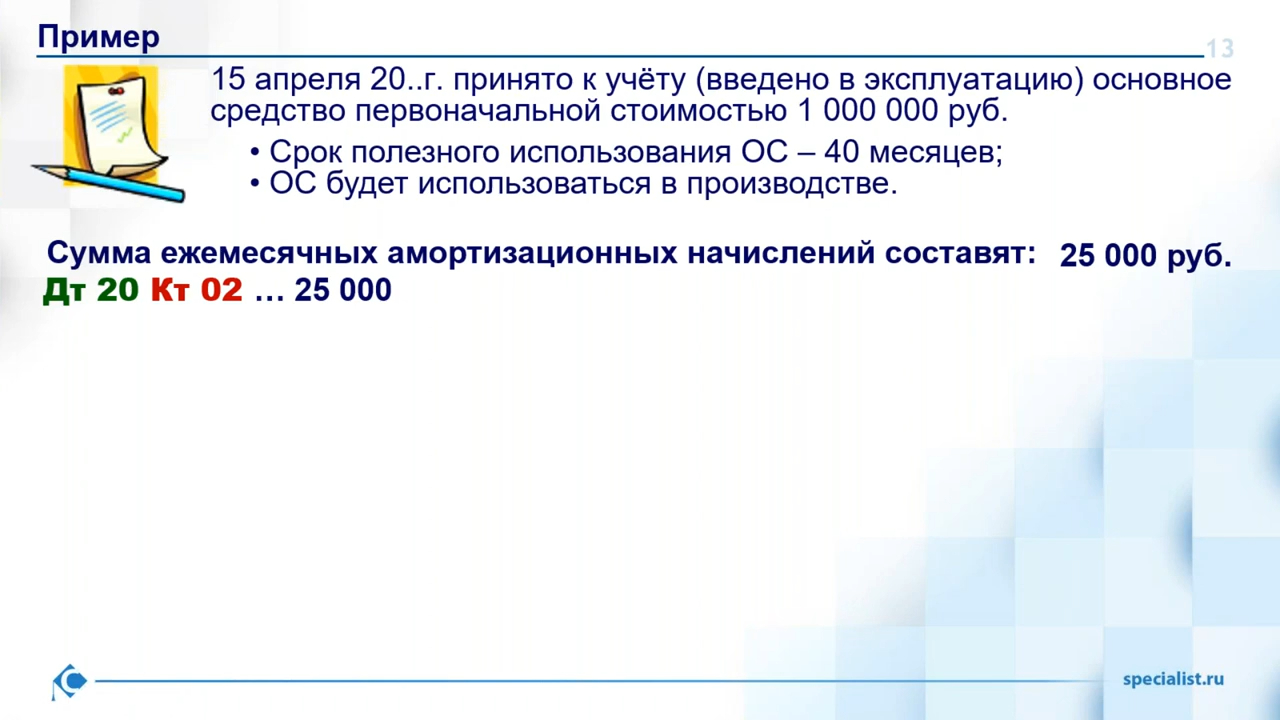 Пример
13
15 апреля 20..г. принято к учёту (введено в эксплуатацию) основное
средство первоначальной стоимостью 1 000 000 руб.
• Срок полезного использования ОС – 40 месяцев;
• ОС будет использоваться в производстве.
Сумма ежемесячных амортизационных начислений составят: 25 000 руб.
Дт 20 Кт 02 … 25 000
specialist.ru